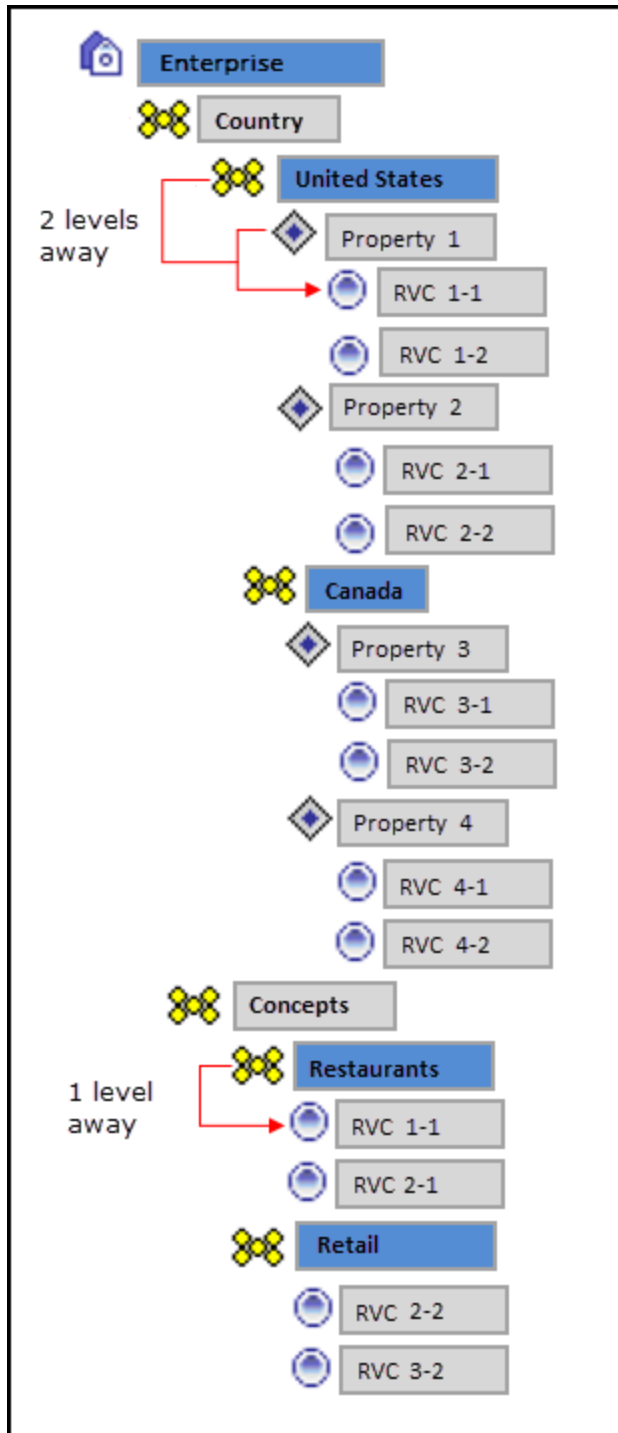 Enterprise
Country
United States
2 levels
away
Property 1
RVC 1-1
RVC 1-2
Property 2
RVC 2-1
RVC 2-2
Canada
Property 3
RVC 3-1
RVC 3-2
Property 4
RVC 4-1
RVC 4-2
Concepts
Restaurants
1 level
away
RVC 1-1
RVC 2-1
Retail
RVC 2-2
RVC 3-2